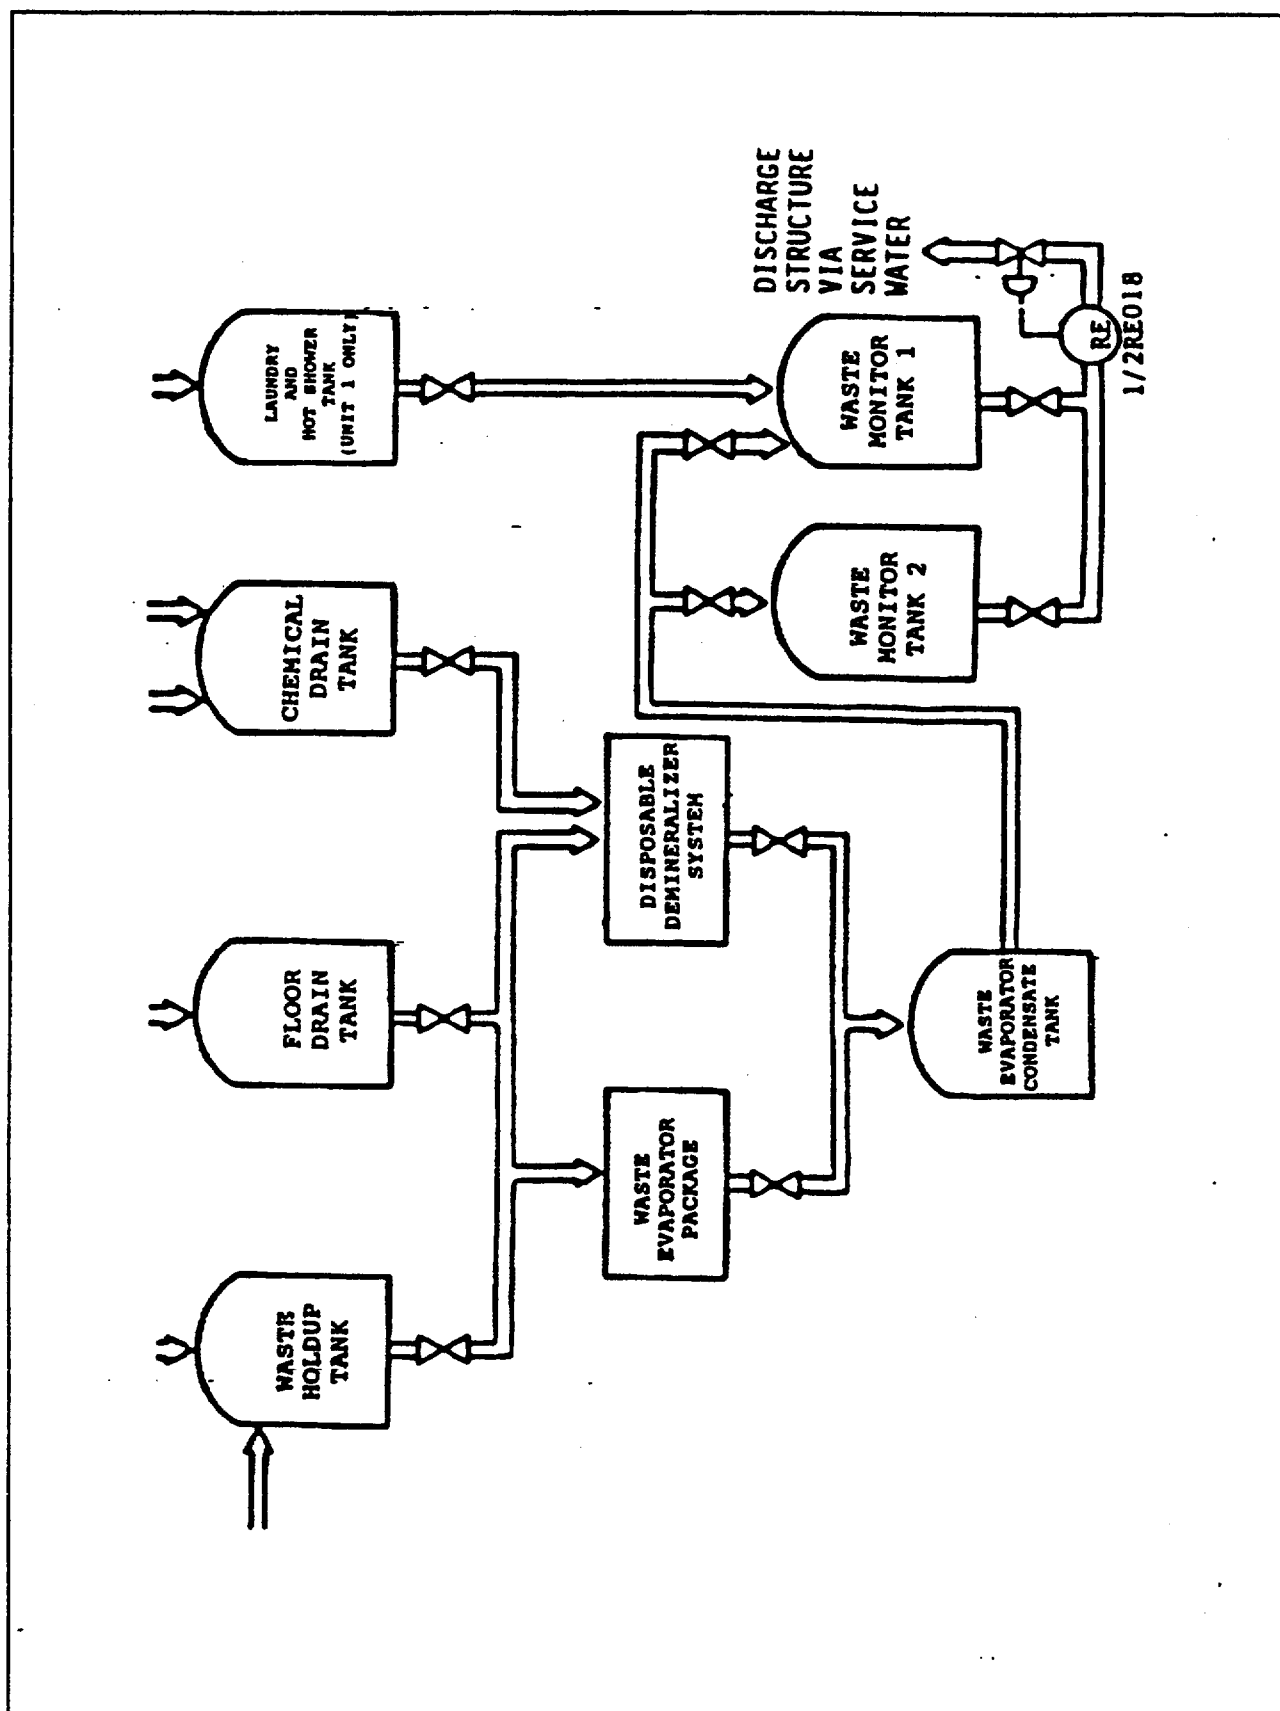 WASTE
HOLDUP
TANK
FLOOR
DRAIN
TANK
CHEMICAL
DRAIN
TANK
LAUNDRY
AND
HOT SHOWER
TANK
(UNIT 1 ONLY)
WASTE
EVAPORATOR
PACKAGE
DISPOSABLE
DEMINERALIZER
SYSTEM
WASTE
EVAPORATOR
CONDENSATE
TANK
WASTE
MONITOR
TANK 2
WASTE
MONITOR
TANK 1
DISCHARGE
STRUCTURE
VIA
SERVICE
WATER
RE
1/2RE018